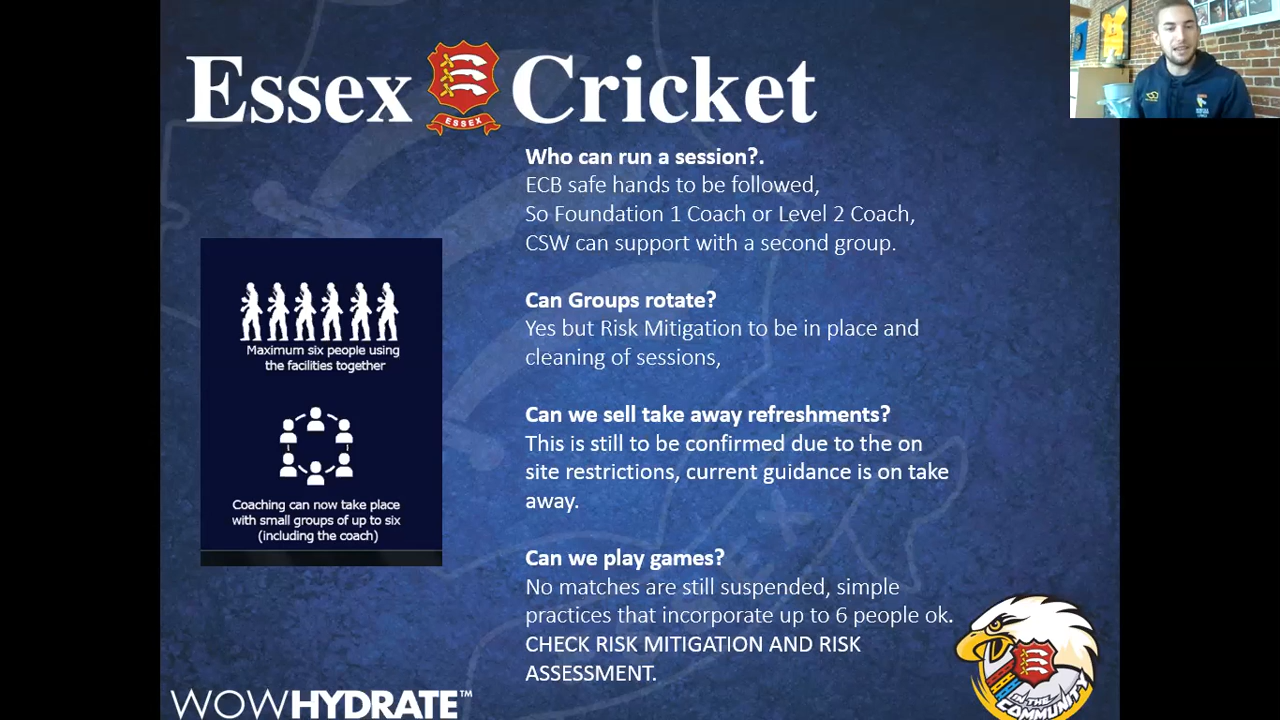 Essex Cricket
ESSEX
Who can run a session?.
ECB safe hands to be followed,
So Foundation 1 Coach or Level 2 Coach,
CSW can support with a second group.
Can Groups rotate?
Yes but Risk Mitigation to be in place and
cleaning of sessions,
Can we sell take away refreshments?
This is still to be confirmed due to the on
site restrictions, current guidance is on take
away.
Can we play games?
No matches are still suspended, simple
practices that incorporate up to 6 people ok.
CHECK RISK MITIGATION AND RISK
ASSESSMENT.
Maximum six people using
the facilities together
Coaching can now take place
with small groups of up to six
(including the coach)
WOWHYDRATE™
IN THE
COMMUNITY